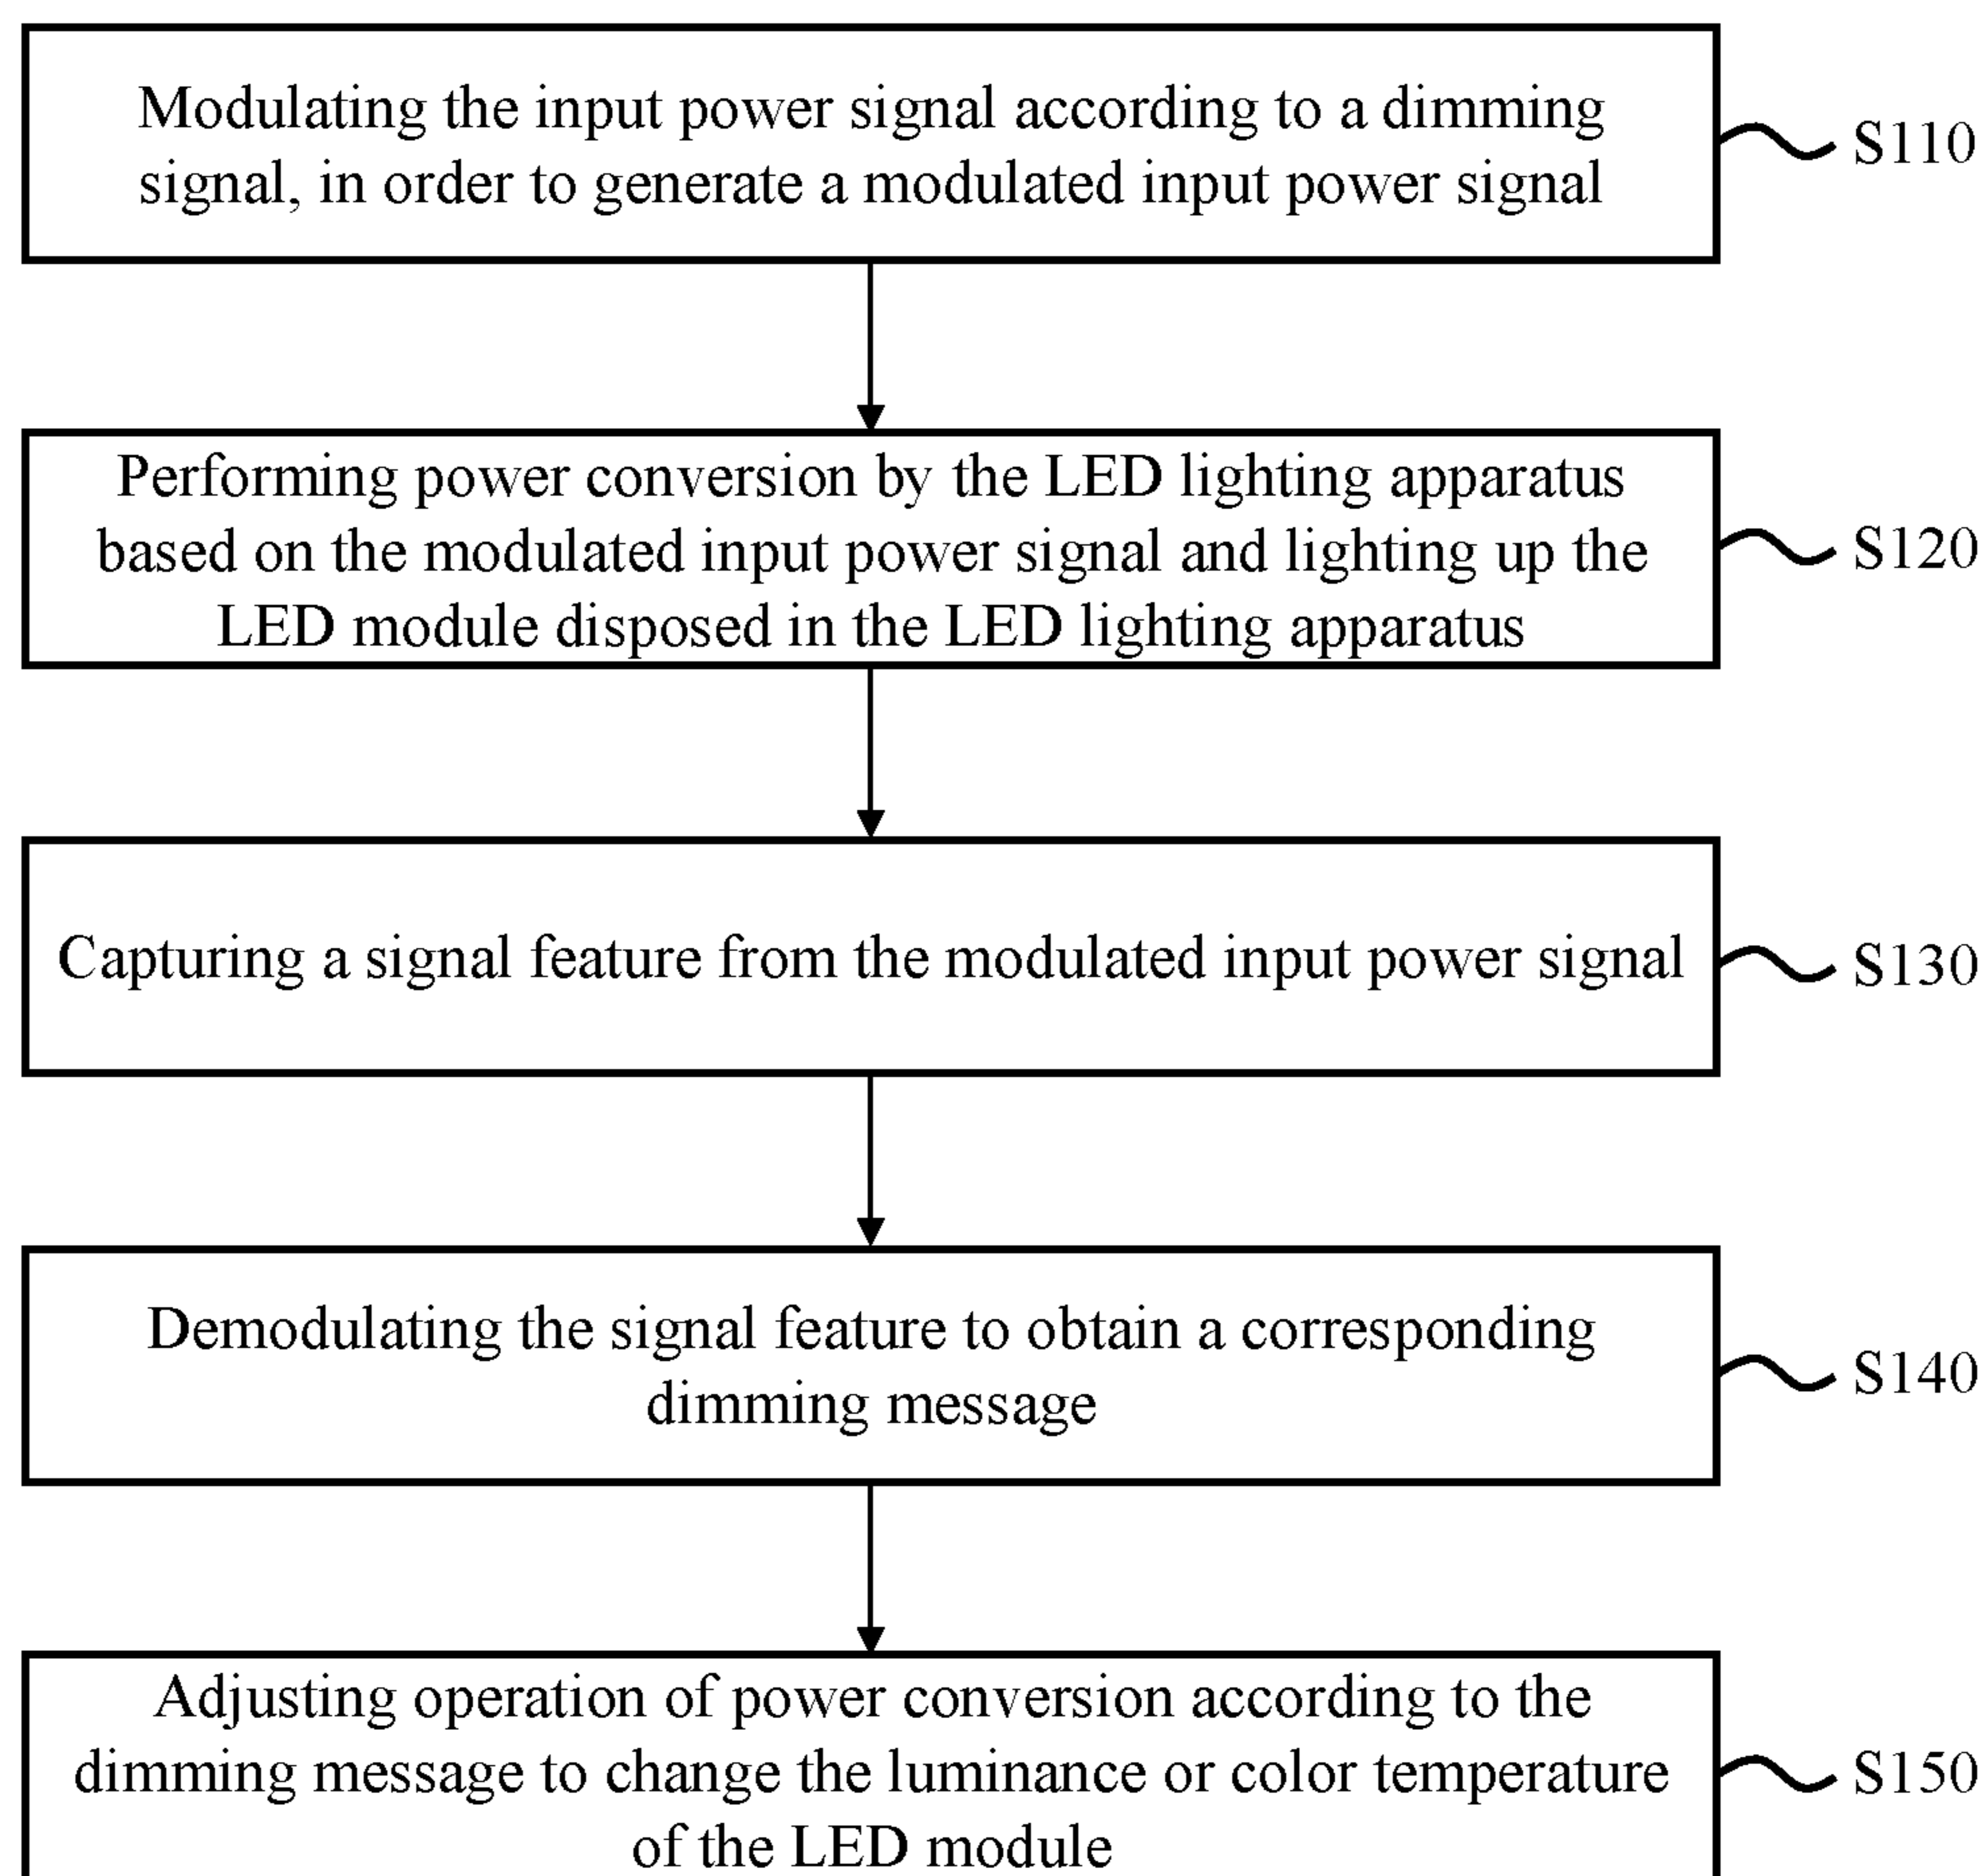 Modulating the input power signal according to a dimming
signal, in order to generate a modulated input power signal
S110
Performing power conversion by the LED lighting apparatus
based on the modulated input power signal and lighting up the
LED module disposed in the LED lighting apparatus
S120
Capturing a signal feature from the modulated input power signal
S130
Demodulating the signal feature to obtain a corresponding
dimming message
S140
Adjusting operation of power conversion according to the
dimming message to change the luminance or color temperature
of the LED module
S150